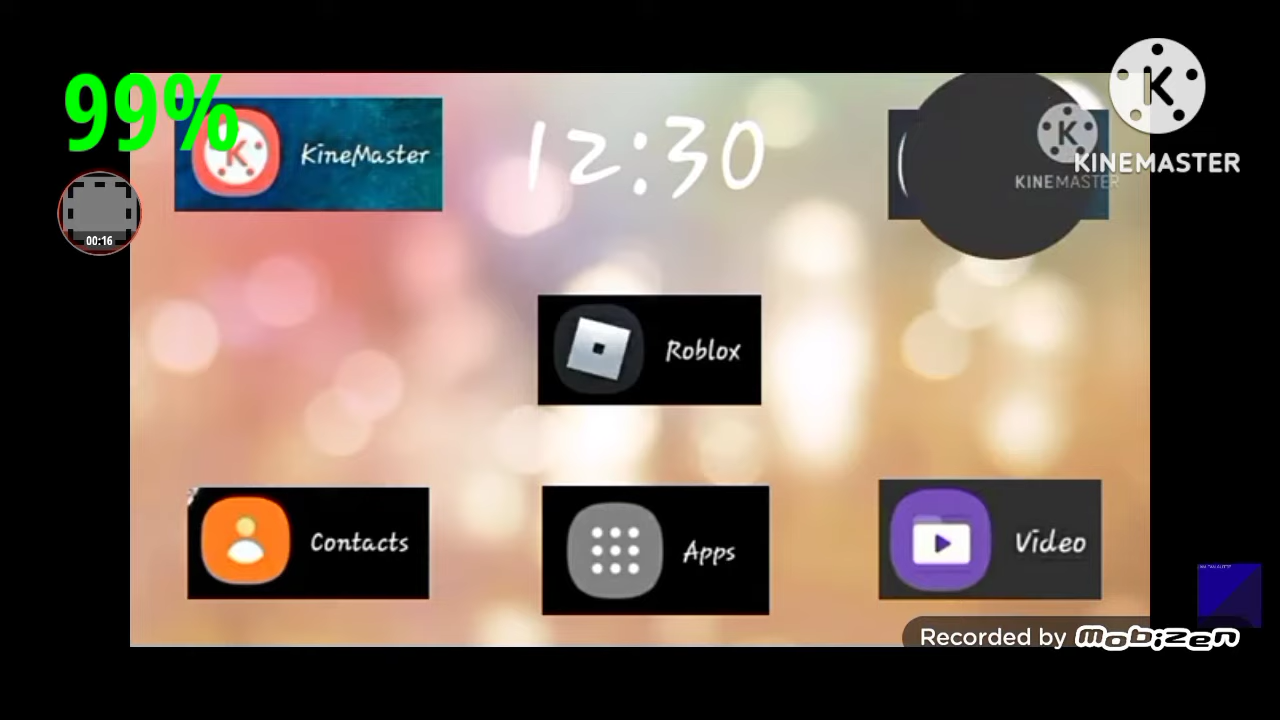 99%
KineMaster
12:30
K
KINEMASTER
K
KINEMASTER
00:16
Roblox
Contacts
Apps
Video
Recorded by mobizen